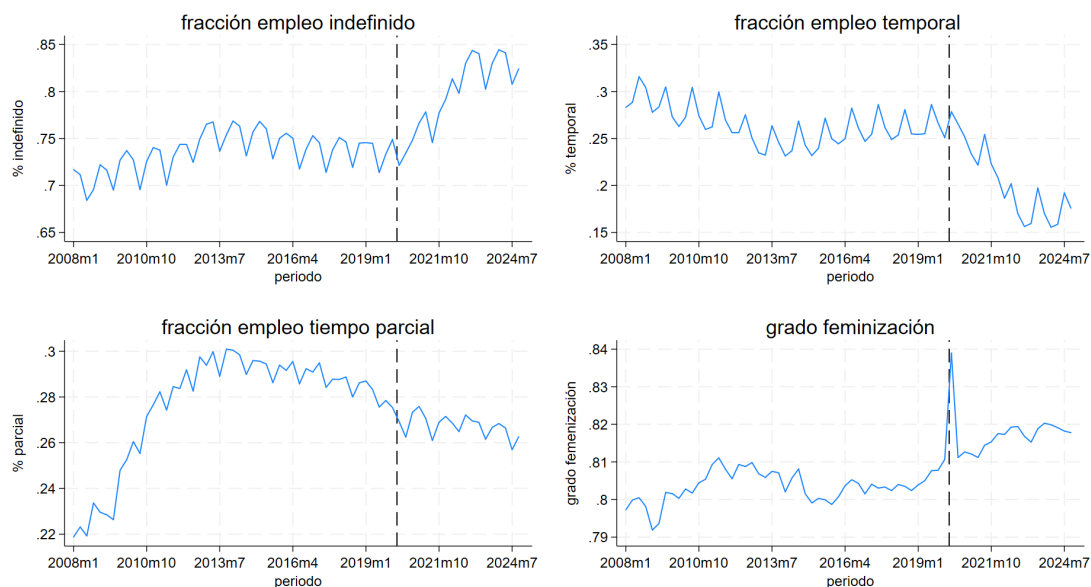 fracción empleo indefinido
% indefinido
.85
.8
.75
.7
.65
2008m1 2010m10 2013m7 2016m4 2019m1 2021m10 2024m7
periodo
fracción empleo temporal
% temporal
.35
.3
.25
.2
.15
2008m1 2010m10 2013m7 2016m4 2019m1 2021m10 2024m7
periodo
fracción empleo tiempo parcial
% parcial
.3
.28
.26
.24
.22
2008m1 2010m10 2013m7 2016m4 2019m1 2021m10 2024m7
periodo
grado feminización
grado femenización
.84
.83
.82
.81
.8
.79
2008m1 2010m10 2013m7 2016m4 2019m1 2021m10 2024m7
periodo